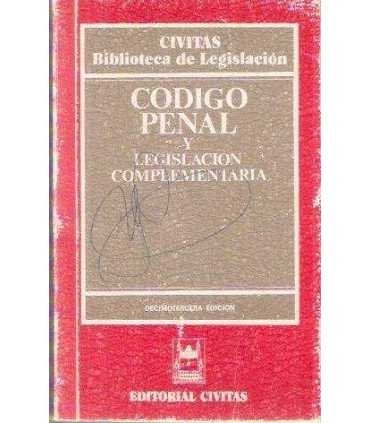 CIVITAS
Biblioteca de Legislación
CODIGO
PENAL
Y
LEGISLACION
COMPLEMENTARIA
DECIMOTERCERA EDICION
EDITORIAL CIVITAS